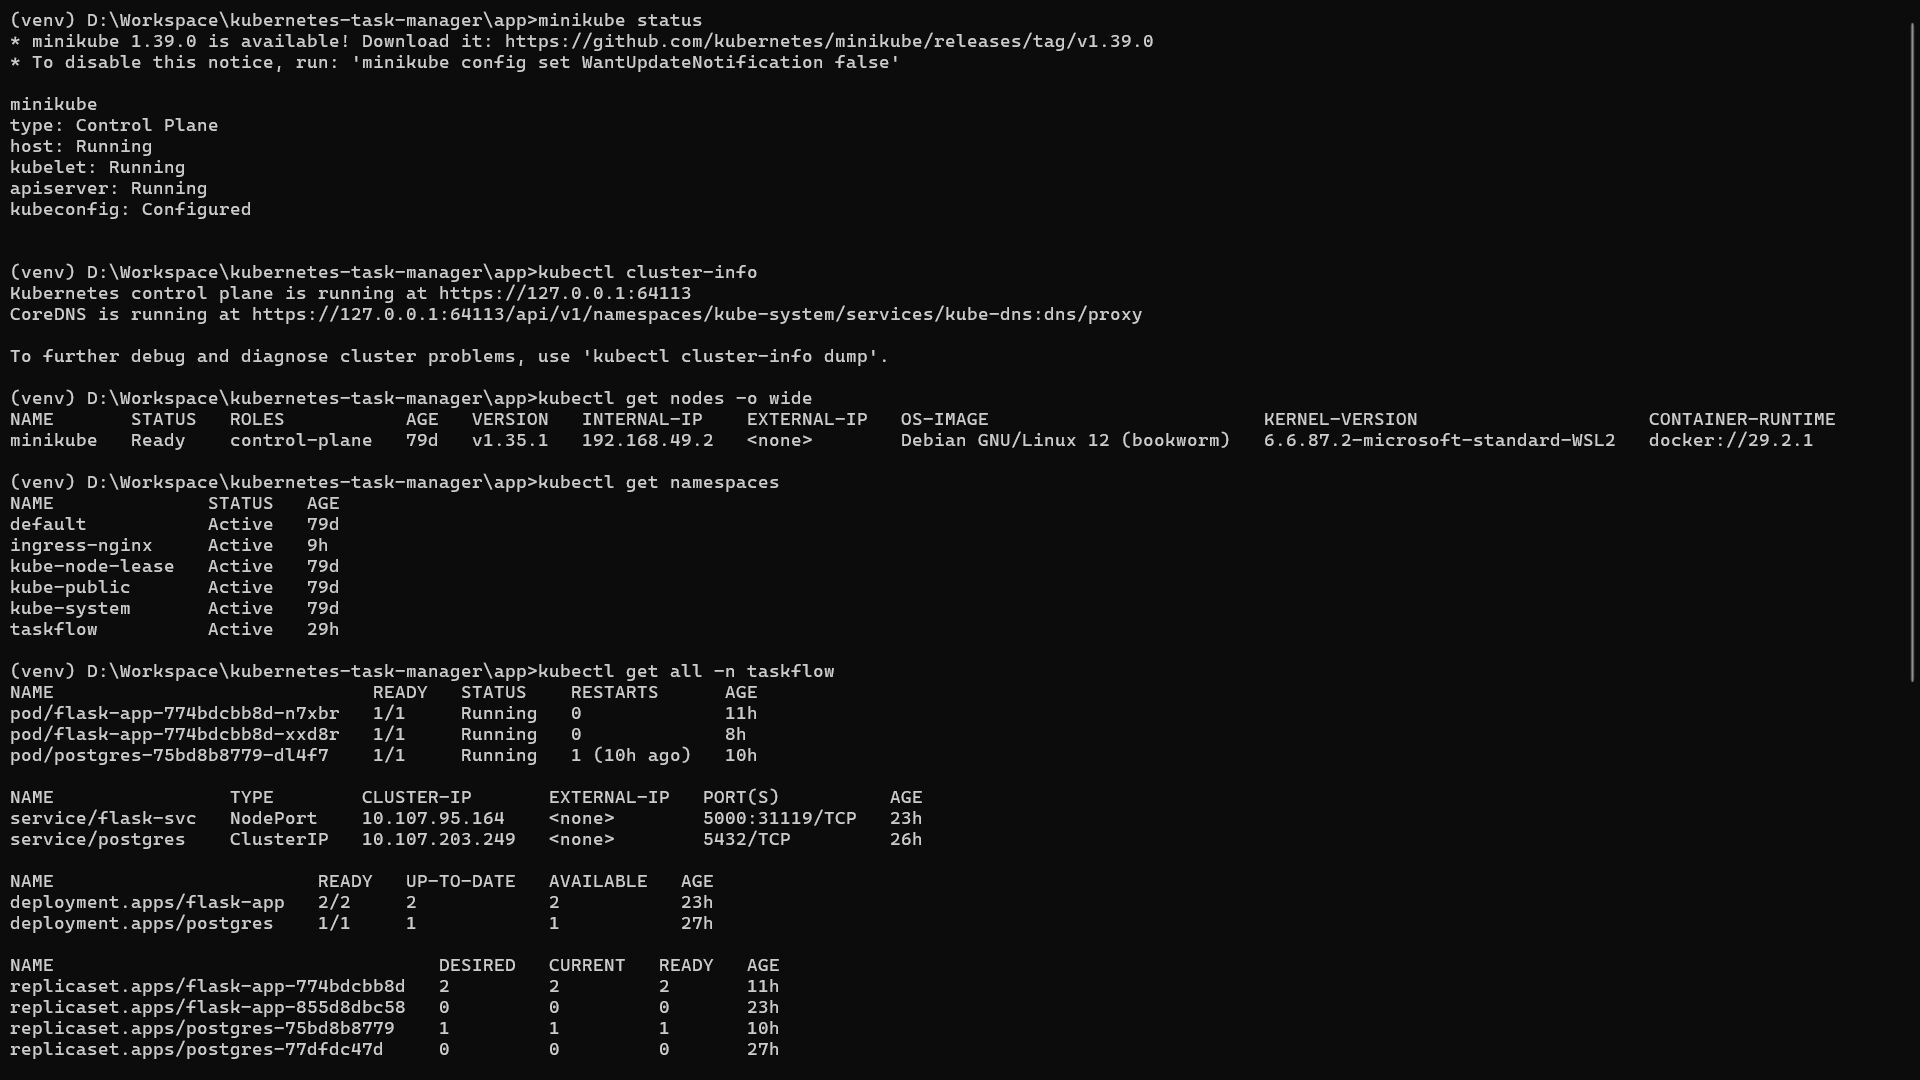 (venv) D:\Workspace\kubernetes-task-manager\app>minikube status
* minikube 1.39.0 is available! Download it: https://github.com/kubernetes/minikube/releases/tag/v1.39.0
* To disable this notice, run: 'minikube config set WantUpdateNotification false'
minikube
type: Control Plane
host: Running
kubelet: Running
apiserver: Running
kubeconfig: Configured
(venv) D:\Workspace\kubernetes-task-manager\app>kubectl cluster-info
Kubernetes control plane is running at https://127.0.0.1:64113
CoreDNS is running at https://127.0.0.1:64113/api/v1/namespaces/kube-system/services/kube-dns:dns/proxy
To further debug and diagnose cluster problems, use 'kubectl cluster-info dump'.
(venv) D:\Workspace\kubernetes-task-manager\app>kubectl get nodes -o wide
NAME       STATUS   ROLES           AGE   VERSION   INTERNAL-IP    EXTERNAL-IP   OS-IMAGE                         KERNEL-VERSION                     CONTAINER-RUNTIME
minikube   Ready    control-plane   79d   v1.35.1   192.168.49.2   <none>        Debian GNU/Linux 12 (bookworm)   6.6.87.2-microsoft-standard-WSL2   docker://29.2.1
(venv) D:\Workspace\kubernetes-task-manager\app>kubectl get namespaces
NAME              STATUS   AGE
default           Active   79d
ingress-nginx     Active   9h
kube-node-lease   Active   79d
kube-public       Active   79d
kube-system       Active   79d
taskflow          Active   29h
(venv) D:\Workspace\kubernetes-task-manager\app>kubectl get all -n taskflow
NAME                             READY   STATUS    RESTARTS      AGE
pod/flask-app-774bdcbb8d-n7xbr   1/1     Running   0             11h
pod/flask-app-774bdcbb8d-xxd8r   1/1     Running   0             8h
pod/postgres-75bd8b8779-dl4f7    1/1     Running   1 (10h ago)   10h
NAME                TYPE        CLUSTER-IP       EXTERNAL-IP   PORT(S)          AGE
service/flask-svc   NodePort    10.107.95.164    <none>        5000:31119/TCP   23h
service/postgres    ClusterIP   10.107.203.249   <none>        5432/TCP         26h
NAME                        READY   UP-TO-DATE   AVAILABLE   AGE
deployment.apps/flask-app   2/2     2            2           23h
deployment.apps/postgres    1/1     1            1           27h
NAME                                   DESIRED   CURRENT   READY   AGE
replicaset.apps/flask-app-774bdcbb8d   2         2         2       11h
replicaset.apps/flask-app-855d8dbc58   0         0         0       23h
replicaset.apps/postgres-75bd8b8779    1         1         1       10h
replicaset.apps/postgres-77dfdc47d     0         0         0       27h